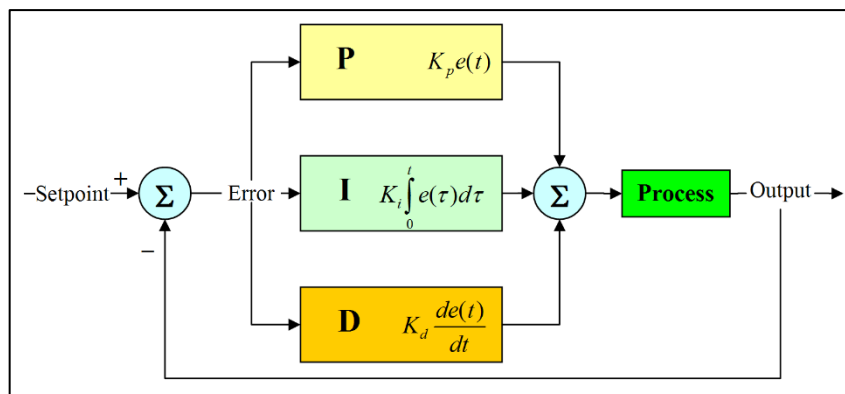 P K_p e(t)
–Setpoint + Σ Error I K_i ∫_0^t e(τ)dτ Σ Process Output
−
D K_d de(t)/dt